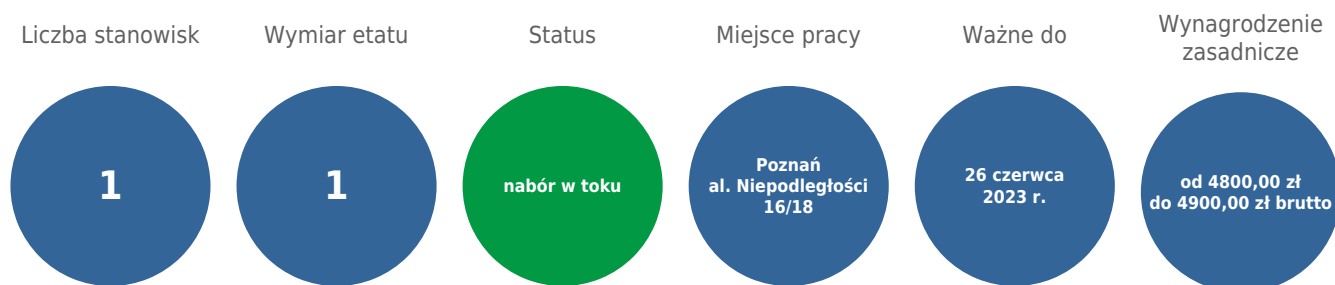 Liczba stanowisk
1
Wymiar etatu
1
Status
nabór w toku
Miejsce pracy
Poznań
al. Niepodległości
16/18
Ważne do
26 czerwca
2023 r.
Wynagrodzenie
zasadnicze
od 4800,00 zł
do 4900,00 zł brutto